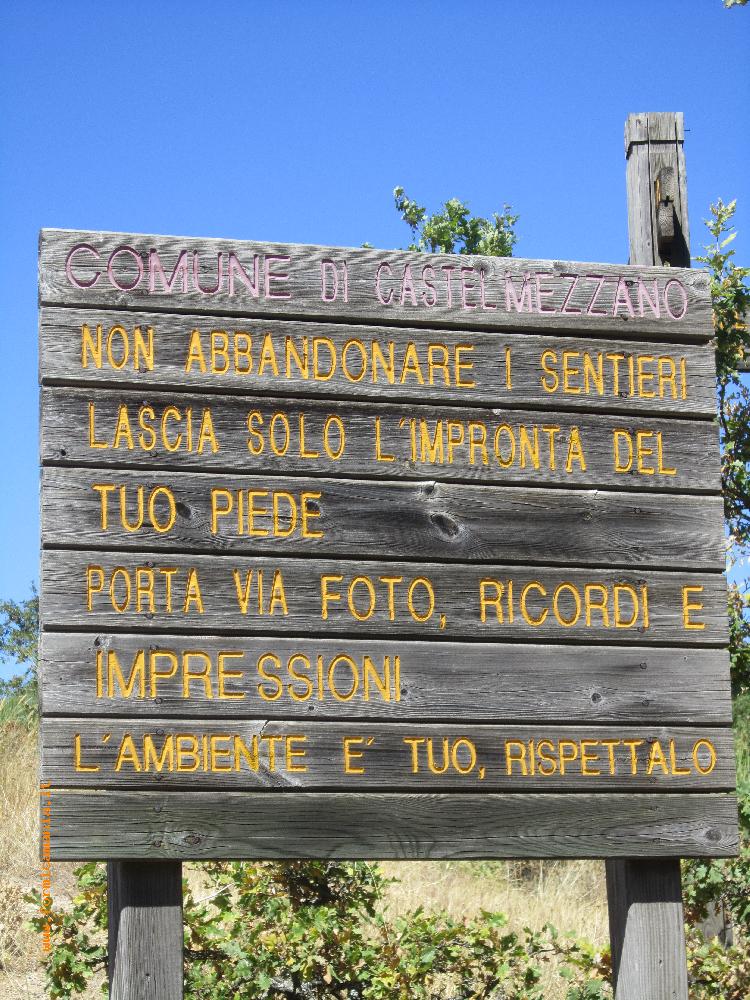 COMUNE DI CASTELMEZZANO
NON ABBANDONARE I SENTIERI
LASCIA SOLO L´IMPRONTA DEL
TUO PIEDE
PORTA VIA FOTO, RICORDI E
IMPRESSIONI
L´AMBIENTE E´ TUO, RISPETTALO